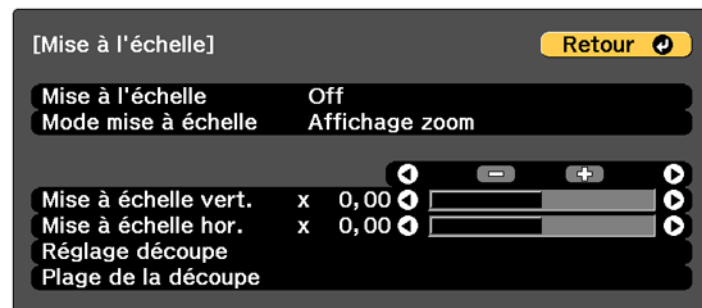 [Mise à l'échelle] Retour
Mise à l'échelle Off
Mode mise à échelle Affichage zoom
Mise à échelle vert. x 0,00
Mise à échelle hor. x 0,00
Réglage découpe
Plage de la découpe